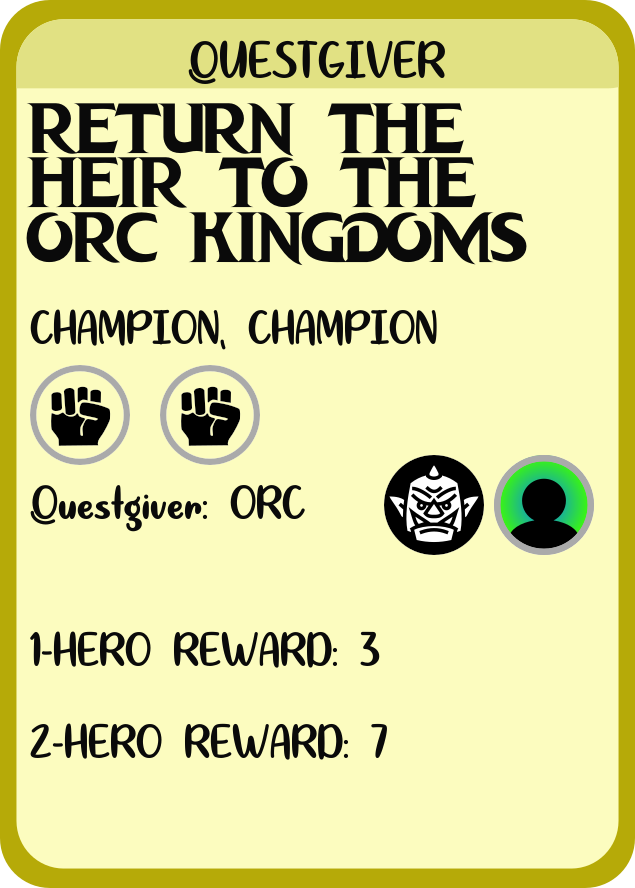 QUESTGIVER
RETURN THE
HEIR TO THE
ORC KINGDOMS
CHAMPION, CHAMPION
Questgiver: ORC
1-HERO REWARD: 3
2-HERO REWARD: 7